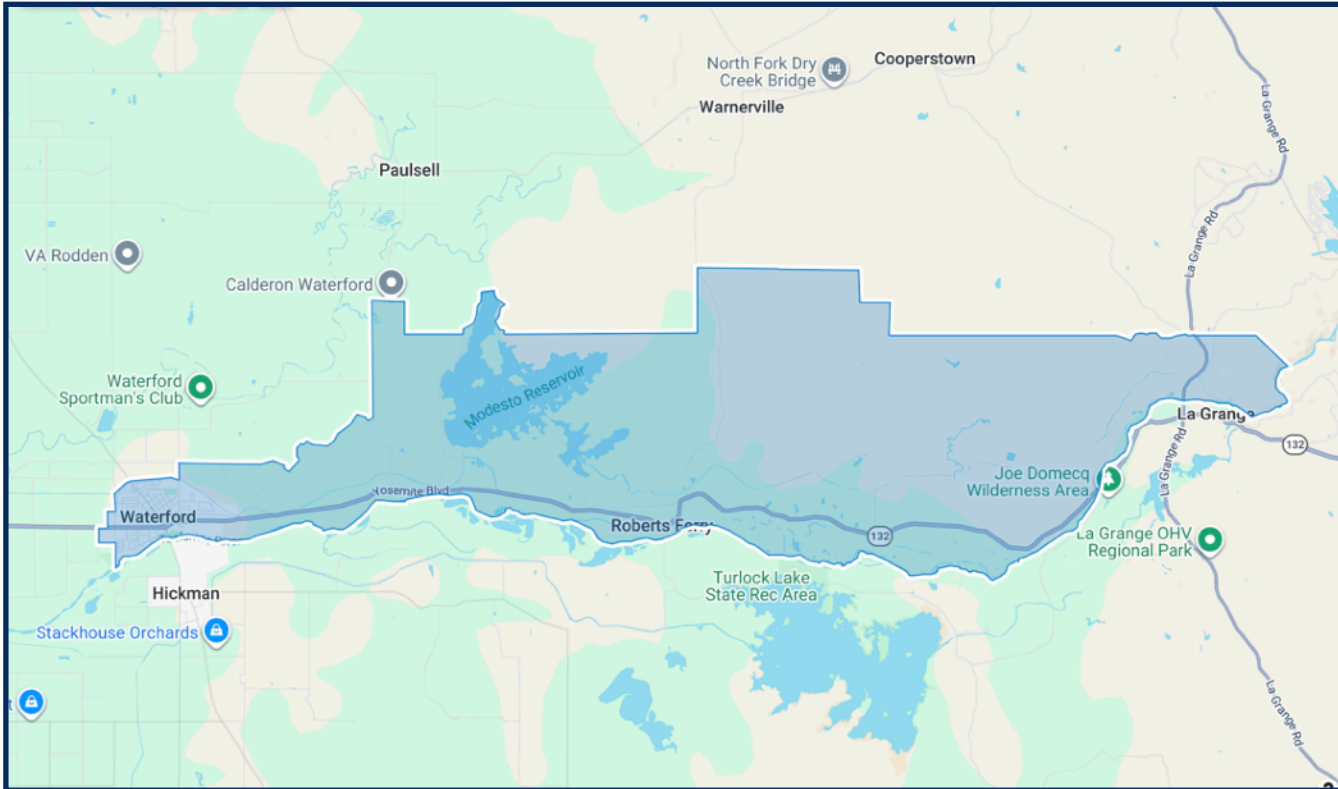 Cooperstown
North Fork Dry
Creek Bridge
Warnerville
La Grange Rd
Paulsell
La Grange Rd
VA Rodden
Calderon Waterford
Waterford
Sportman's Club
Modesto Reservoir
La Grange
132
La Grange Rd
Joe Domecq
Wilderness Area
Yosemite Blvd
Waterford
Roberts Ferry
132
La Grange OHV
Regional Park
Turlock Lake
State Rec Area
Hickman
Stackhouse Orchards
La Grange Rd